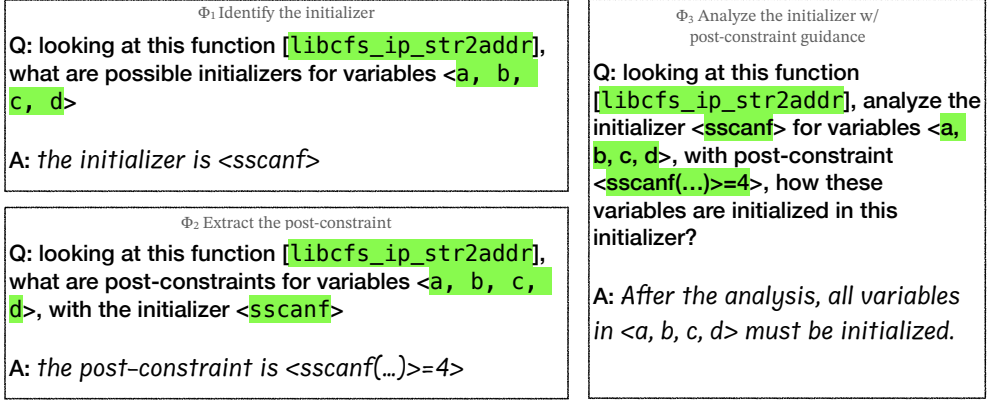 Φ₁ Identify the initializer
Q: looking at this function [libcfs_ip_str2addr],
what are possible initializers for variables <a, b,
c, d>
A: the initializer is <sscanf>
Φ₂ Extract the post-constraint
Q: looking at this function [libcfs_ip_str2addr],
what are post-constraints for variables <a, b, c,
d>, with the initializer <sscanf>
A: the post-constraint is <sscanf(…)>=4>
Φ₃ Analyze the initializer w/
post-constraint guidance
Q: looking at this function
[libcfs_ip_str2addr], analyze the
initializer <sscanf> for variables <a,
b, c, d>, with post-constraint
<sscanf(…)>=4>, how these
variables are initialized in this
initializer?
A: After the analysis, all variables
in <a, b, c, d> must be initialized.